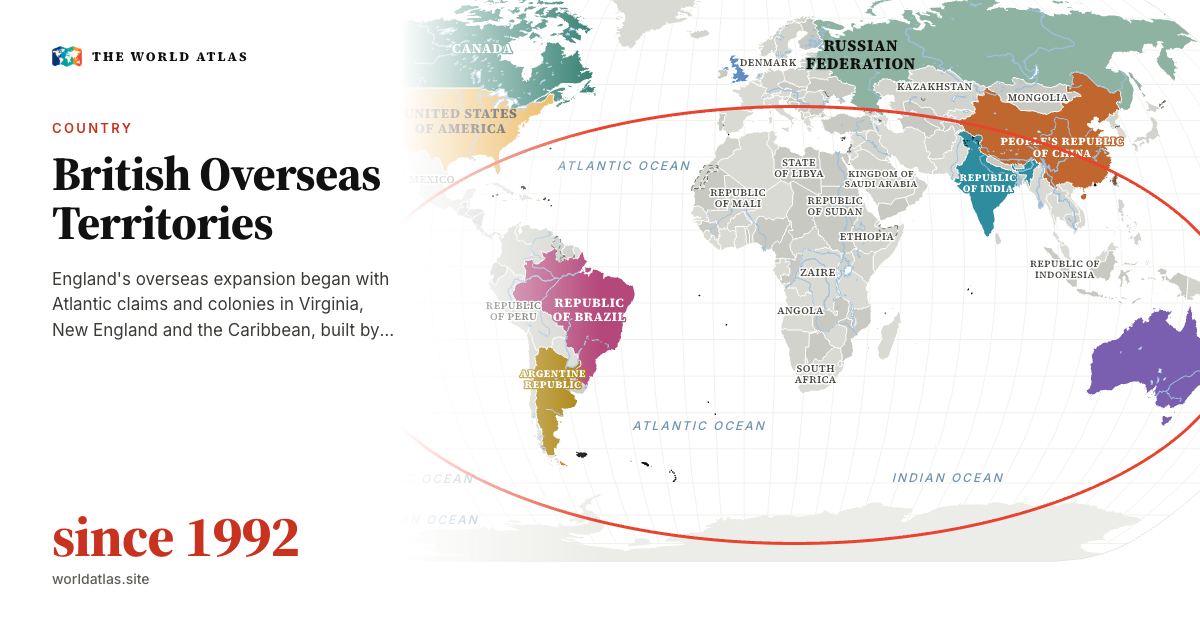 THE WORLD ATLAS
COUNTRY
British Overseas
Territories
England's overseas expansion began with
Atlantic claims and colonies in Virginia,
New England and the Caribbean, built by...
since 1992
worldatlas.site
CANADA
RUSSIAN
FEDERATION
DENMARK
KAZAKHSTAN
MONGOLIA
UNITED STATES
OF AMERICA
PEOPLE'S REPUBLIC
OF CHINA
ATLANTIC OCEAN
STATE
OF LIBYA
KINGDOM OF
SAUDI ARABIA
REPUBLIC
OF INDIA
MEXICO
REPUBLIC
OF MALI
REPUBLIC
OF SUDAN
ETHIOPIA
ZAIRE
REPUBLIC OF
INDONESIA
REPUBLIC
OF PERU
REPUBLIC
OF BRAZIL
ANGOLA
ARGENTINE
REPUBLIC
SOUTH
AFRICA
ATLANTIC OCEAN
OCEAN
INDIAN OCEAN
OCEAN